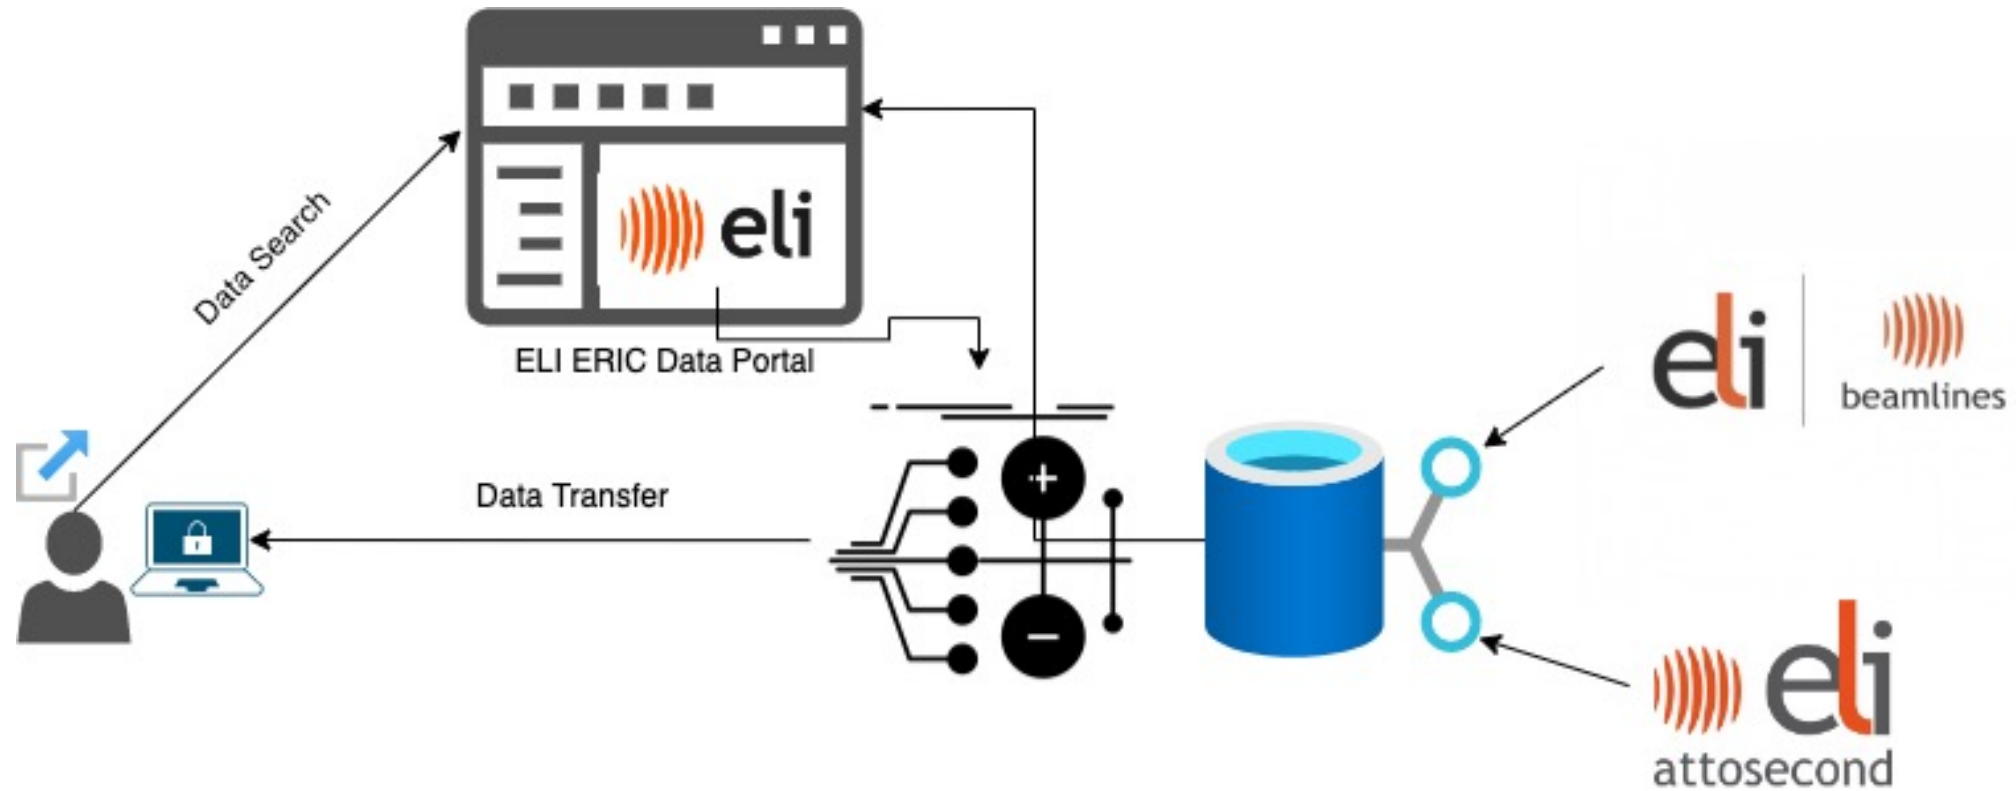 eli
ELI ERIC Data Portal
Data Search
Data Transfer
eli
beamlines
eli
attosecond